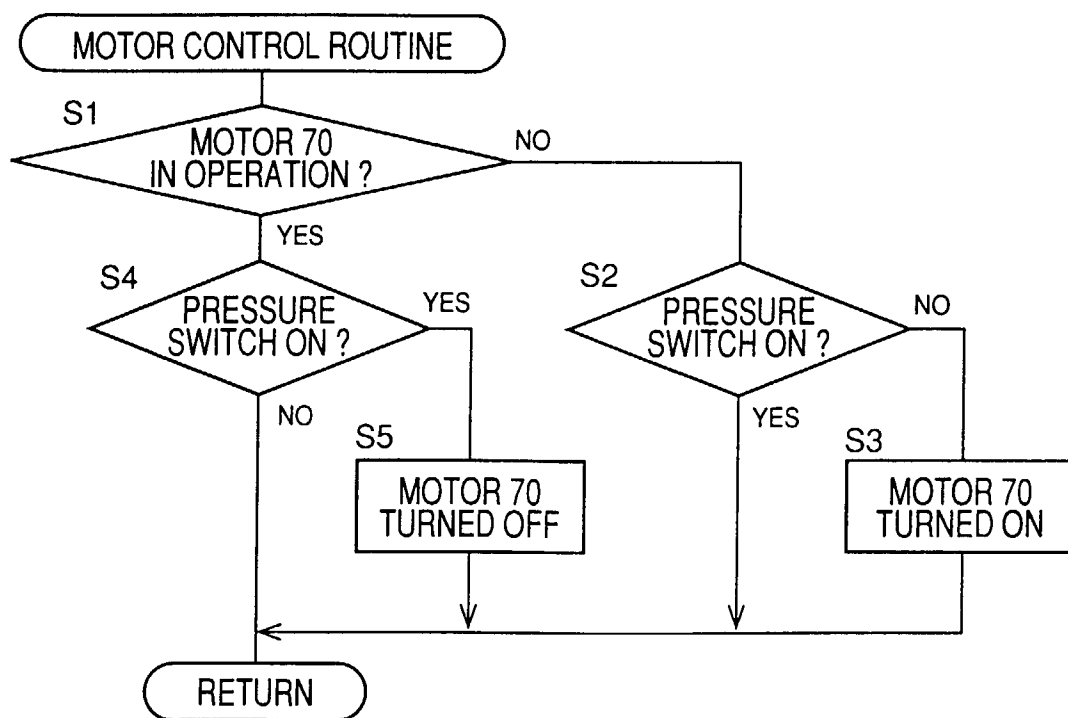 MOTOR CONTROL ROUTINE
S1
MOTOR 70
IN OPERATION ?
NO
YES
S4
PRESSURE
SWITCH ON ?
YES
NO
S2
PRESSURE
SWITCH ON ?
NO
YES
S5
MOTOR 70
TURNED OFF
S3
MOTOR 70
TURNED ON
RETURN